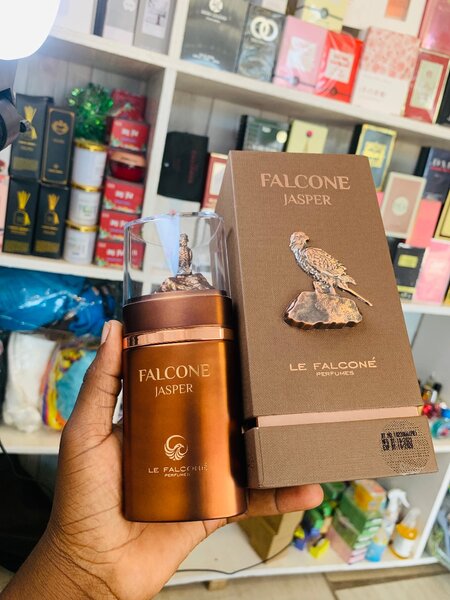 FALCONE
JASPER
LE FALCONÉ
PERFUMES
FALCONE
JASPER
LE FALCONÉ
PERFUMES